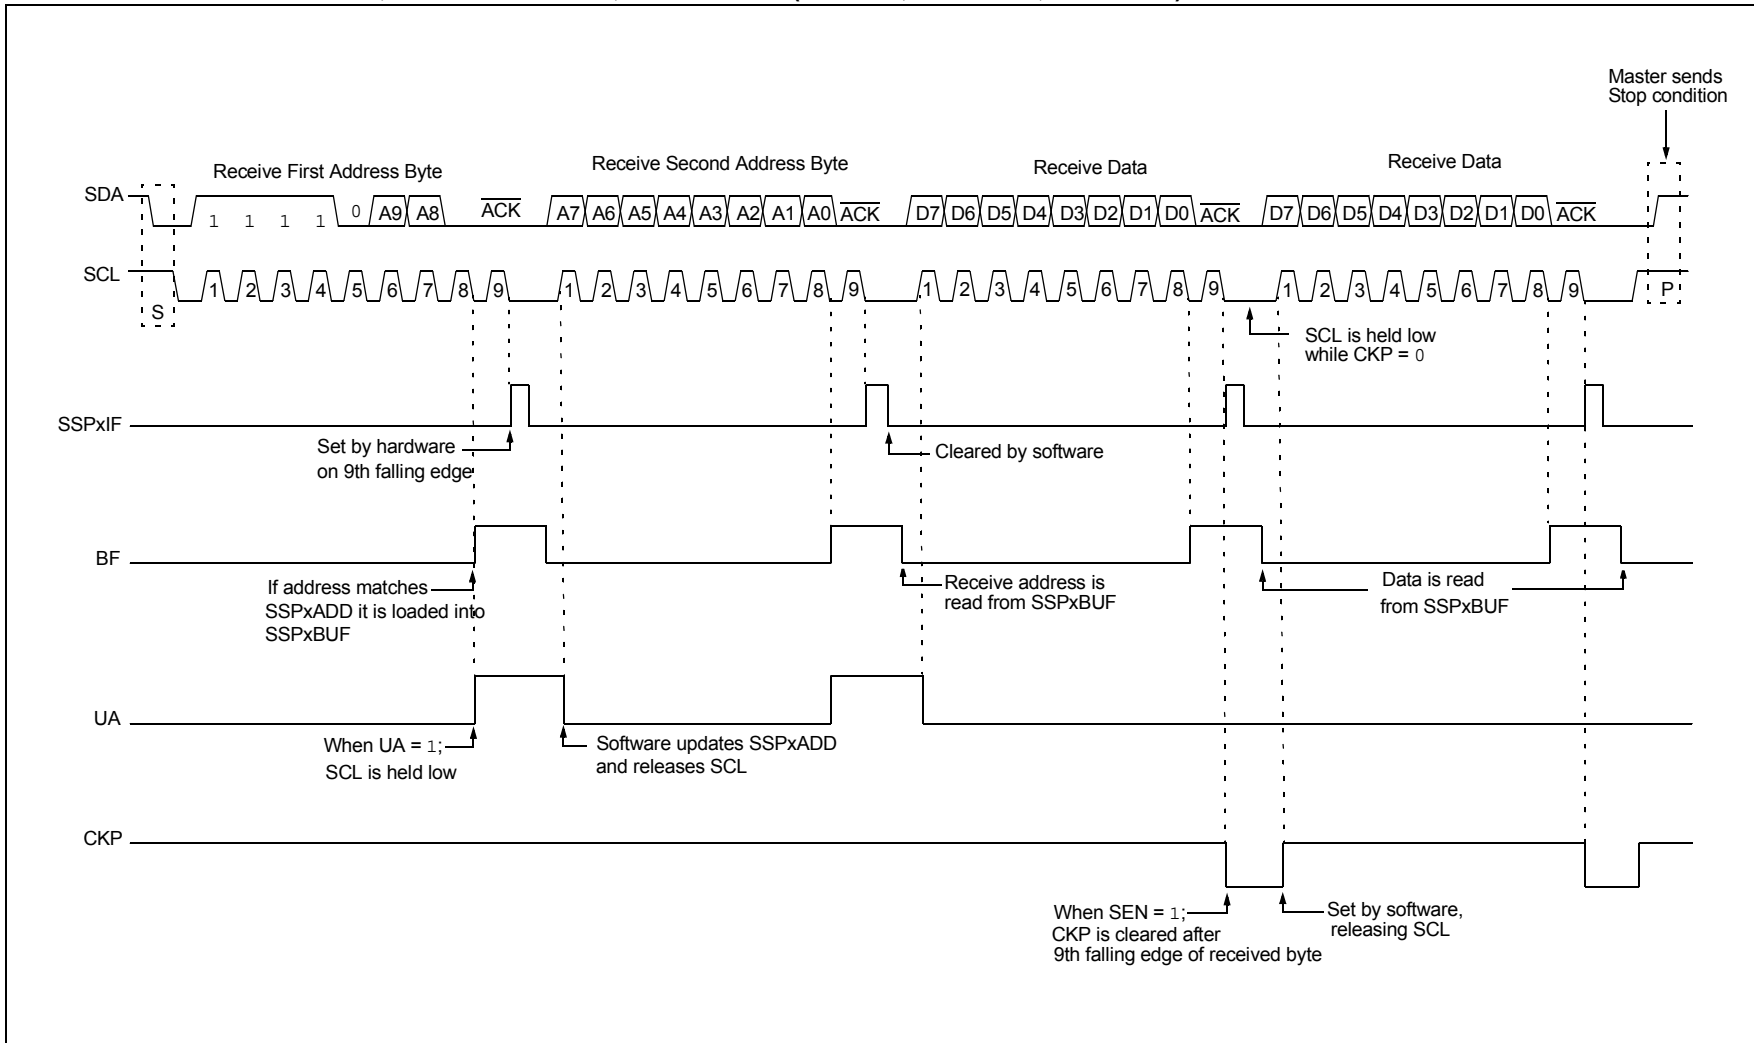 Master sends
Stop condition
Receive First Address Byte
Receive Second Address Byte
Receive Data
Receive Data
SDA
1 1 1 1 0 A9 A8 ACK A7 A6 A5 A4 A3 A2 A1 A0 ACK D7 D6 D5 D4 D3 D2 D1 D0 ACK D7 D6 D5 D4 D3 D2 D1 D0 ACK
SCL
S 1 2 3 4 5 6 7 8 9 1 2 3 4 5 6 7 8 9 1 2 3 4 5 6 7 8 9 1 2 3 4 5 6 7 8 9 P
SCL is held low
while CKP = 0
SSPxIF
Set by hardware
on 9th falling edge
Cleared by software
BF
If address matches
SSPxADD it is loaded into
SSPxBUF
Receive address is
read from SSPxBUF
Data is read
from SSPxBUF
UA
When UA = 1;
SCL is held low
Software updates SSPxADD
and releases SCL
CKP
When SEN = 1;
CKP is cleared after
9th falling edge of received byte
Set by software,
releasing SCL